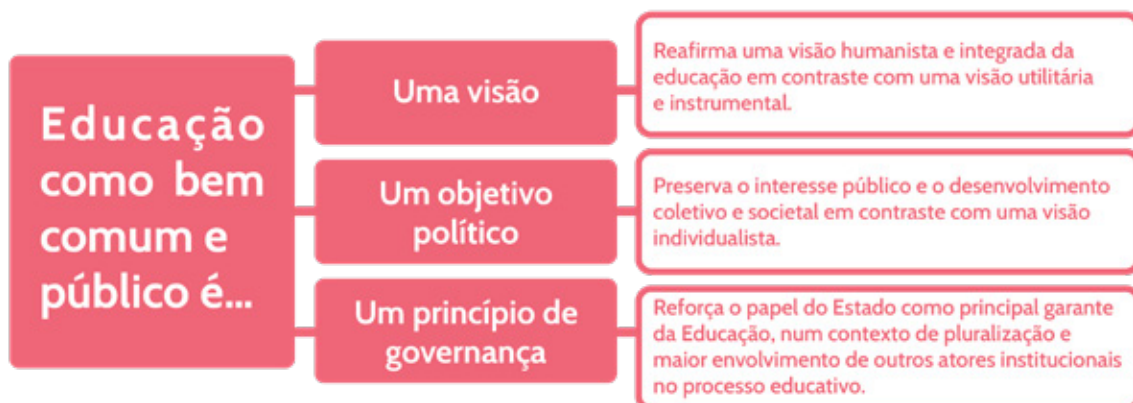 Educação
como bem
comum e
público é...
Uma visão
Reafirma uma visão humanista e integrada da
educação em contraste com uma visão utilitária
e instrumental.
Um objetivo
político
Preserva o interesse público e o desenvolvimento
coletivo e societal em contraste com uma visão
individualista.
Um princípio de
governança
Reforça o papel do Estado como principal garante
da Educação, num contexto de pluralização e
maior envolvimento de outros atores institucionais
no processo educativo.